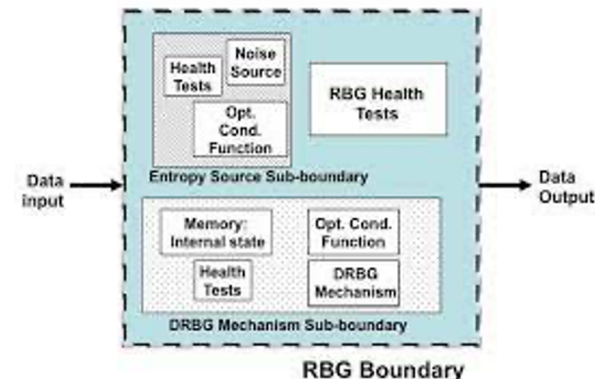 Noise
Source
Health
Tests
Opt.
Cond.
Function
RBG Health
Tests
Entropy Source Sub-boundary
Data
input
Data
Output
Memory:
Internal state
Opt. Cond.
Function
Health
Tests
DRBG
Mechanism
DRBG Mechanism Sub-boundary
RBG Boundary